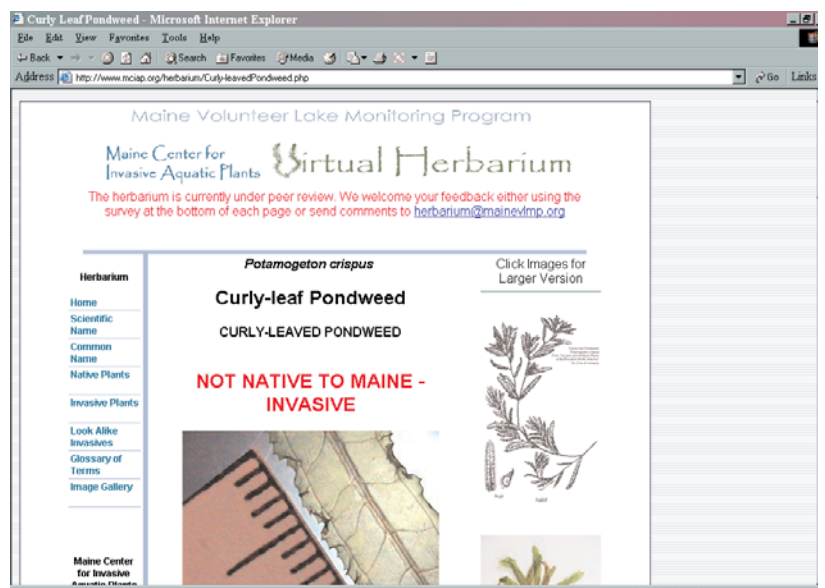 Curly Leaf Pondweed - Microsoft Internet Explorer
File Edit View Favorites Tools Help
Back Search Favorites Media
Address http://www.mciap.org/herbarium/Curly-leavedPondweed.php Go Links
Maine Volunteer Lake Monitoring Program
Maine Center for
Invasive Aquatic Plants
Virtual Herbarium
The herbarium is currently under peer review. We welcome your feedback either using the
survey at the bottom of each page or send comments to herbarium@mainevlmp.org
Herbarium
Home
Scientific
Name
Common
Name
Native Plants
Invasive Plants
Look Alike
Invasives
Glossary of
Terms
Image Gallery
Maine Center
for Invasive
Aquatic Plants
Potamogeton crispus
Curly-leaf Pondweed
CURLY-LEAVED PONDWEED
NOT NATIVE TO MAINE -
INVASIVE
Click Images for
Larger Version